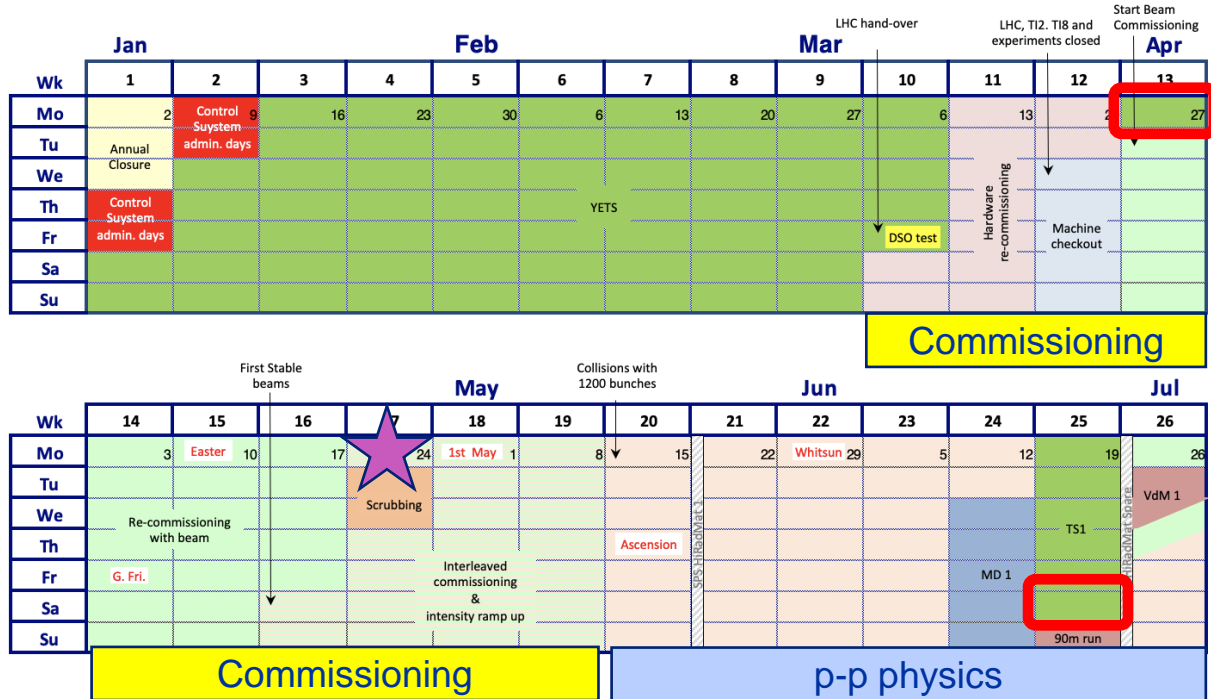 LHC hand-over
LHC, TI2. TI8 and
experiments closed
Start Beam
Commissioning
Jan Feb Mar Apr
Wk 1 2 3 4 5 6 7 8 9 10 11 12 13
Mo 2 9 16 23 30 6 13 20 27 6 13 2 27
Tu
We
Th
Fr
Sa
Su
Annual
Closure
Control
Suystem
admin. days
Control
Suystem
admin. days
YETS
DSO test
Hardware
re-commissioning
Machine
checkout
Commissioning
First Stable
beams
Collisions with
1200 bunches
May Jun Jul
Wk 14 15 16 7 18 19 20 21 22 23 24 25 26
Mo 3 Easter 10 17 24 1st May 1 8 15 22 Whitsun 29 5 12 19 26
Tu
We
Th
Fr
Sa
Su
Re-commissioning
with beam
G. Fri.
Scrubbing
Interleaved
commissioning
&
intensity ramp up
Ascension
SPS HiRadMat 1
MD 1
TS1
90m run
HiRadMat Spare
VdM 1
Commissioning
p-p physics